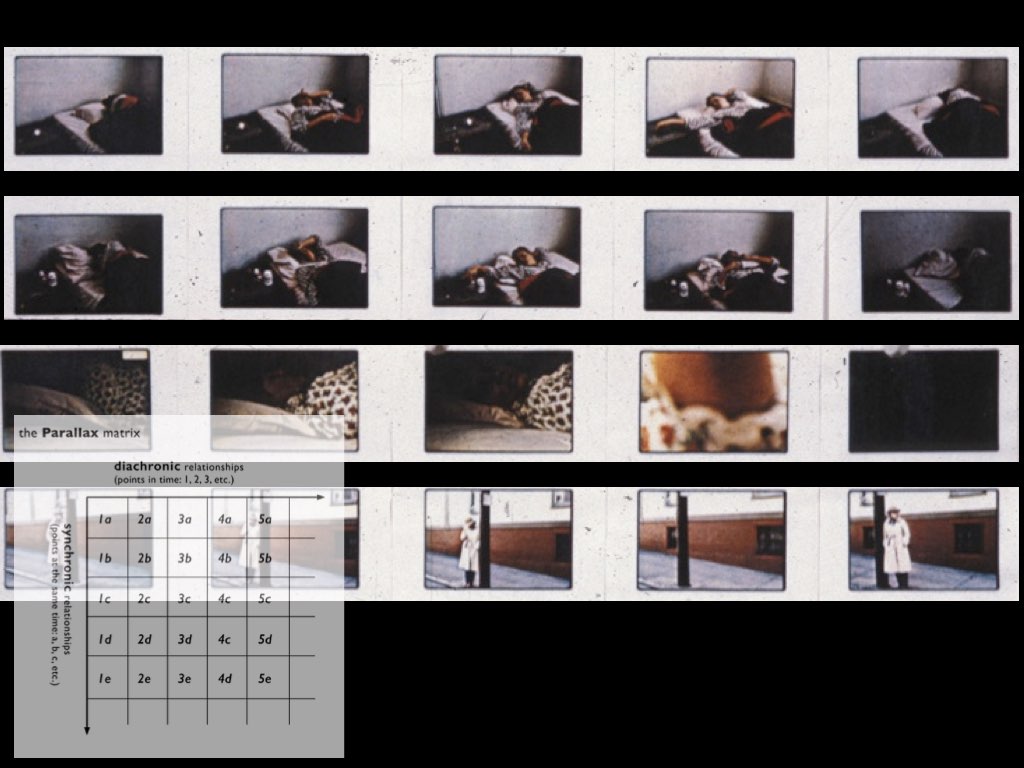 the Parallax matrix
diachronic relationships
(points in time: 1, 2, 3, etc.)
synchronic relationships
(points at the same time: a, b, c, etc.)
1a 2a 3a 4a 5a
1b 2b 3b 4b 5b
1c 2c 3c 4c 5c
1d 2d 3d 4c 5d
1e 2e 3e 4d 5e